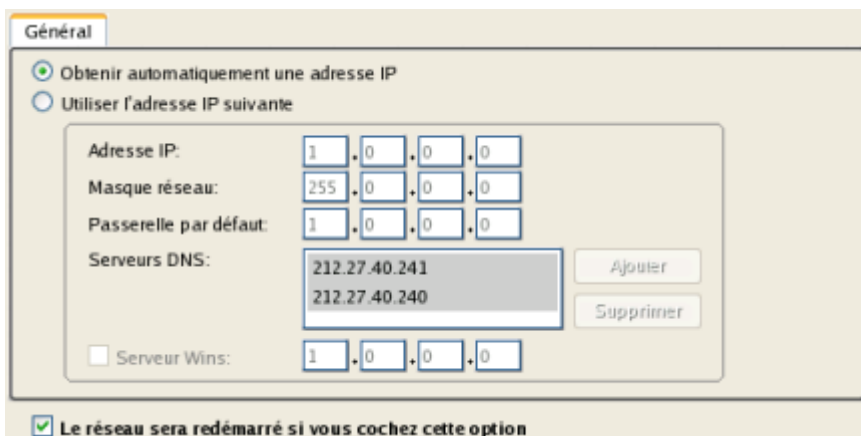 Général
Obtenir automatiquement une adresse IP
Utiliser l'adresse IP suivante
Adresse IP: 1 . 0 . 0 . 0
Masque réseau: 255 . 0 . 0 . 0
Passerelle par défaut: 1 . 0 . 0 . 0
Serveurs DNS: 212.27.40.241 Ajouter
212.27.40.240 Supprimer
Serveur Wins: 1 . 0 . 0 . 0
Le réseau sera redémarré si vous cochez cette option